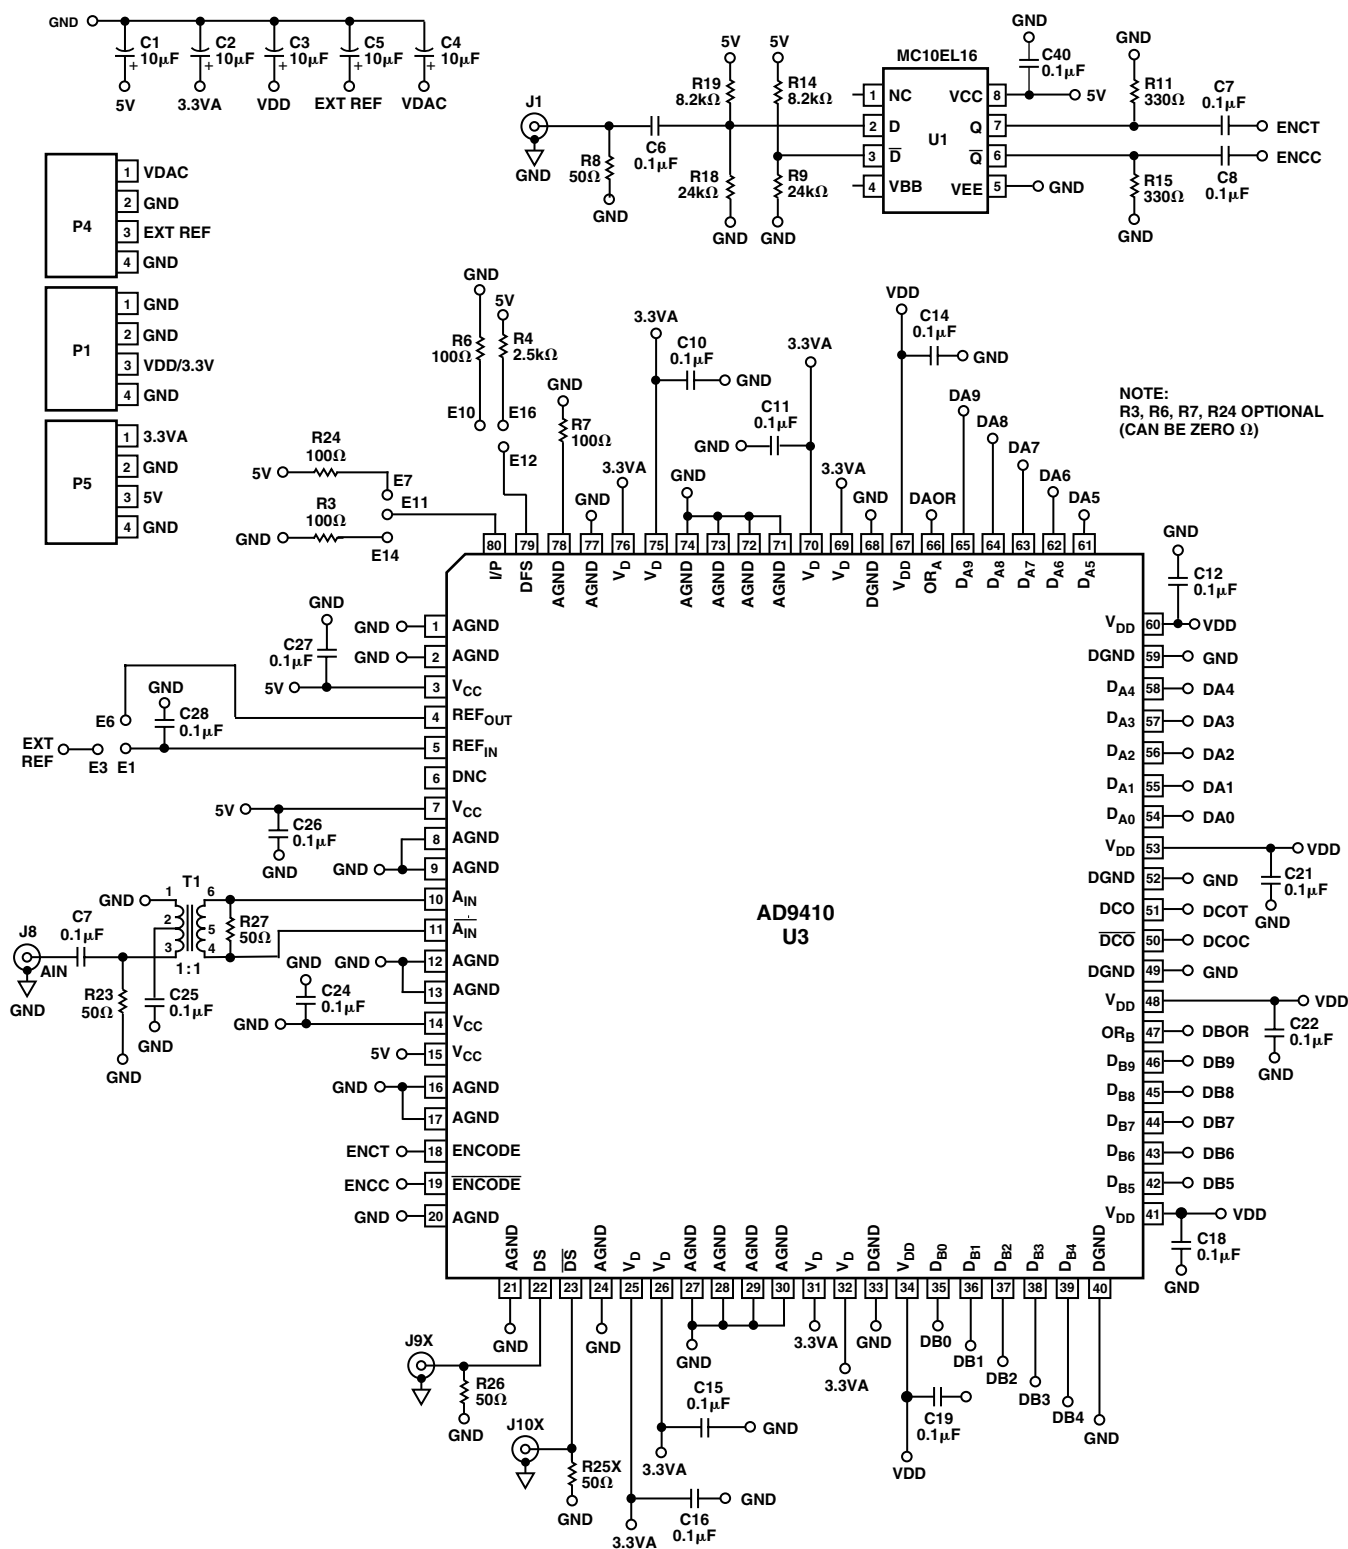 GND
C1
10µF
C2
10µF
C3
10µF
C5
10µF
C4
10µF
+ + + + +
5V 3.3VA VDD EXT REF VDAC
P4
1 VDAC
2 GND
3 EXT REF
4 GND
P1
1 GND
2 GND
3 VDD/3.3V
4 GND
P5
1 3.3VA
2 GND
3 5V
4 GND
J1
GND
R8
50Ω
GND
C6
0.1µF
5V
R19
8.2kΩ
R18
24kΩ
GND
5V
R14
8.2kΩ
R9
24kΩ
GND
MC10EL16
U1
1 NC
2 D
3 D̅
4 VBB
VCC 8
Q 7
Q̅ 6
VEE 5
GND
C40
0.1µF
5V
GND
GND
R11
330Ω
R15
330Ω
GND
C7
0.1µF
ENCT
C8
0.1µF
ENCC
NOTE:
R3, R6, R7, R24 OPTIONAL
(CAN BE ZERO Ω)
GND
R6
100Ω
E10
5V
R4
2.5kΩ
E16
E12
GND
R7
100Ω
GND
3.3VA
3.3VA
C10
0.1µF
GND
GND
C11
0.1µF
GND
3.3VA
3.3VA
GND
VDD
C14
0.1µF
GND
DAOR
DA9
DA8
DA7
DA6
DA5
R24
100Ω
5V
E7
E11
R3
100Ω
GND
E14
80 I/P
79 DFS
78 AGND
77 AGND
76 VD
75 VD
74 AGND
73 AGND
72 AGND
71 AGND
70 VD
69 VD
68 DGND
67 VDD
66 ORA
65 DA9
64 DA8
63 DA7
62 DA6
61 DA5
AD9410
U3
GND 1 AGND
GND 2 AGND
GND
C27
0.1µF
5V 3 VCC
4 REFOUT
E6
GND
C28
0.1µF
EXT
REF
E3 E1
5 REFIN
6 DNC
5V 7 VCC
C26
0.1µF
GND
8 AGND
GND 9 AGND
10 AIN
11 A̅I̅N̅
J8
AIN
GND
C7
0.1µF
R23
50Ω
GND
GND
T1
1 6
2 5
3 4
1:1
C25
0.1µF
GND
R27
50Ω
GND 12 AGND
13 AGND
GND
C24
0.1µF
GND 14 VCC
5V 15 VCC
GND 16 AGND
17 AGND
ENCT 18 ENCODE
ENCC 19 E̅N̅C̅O̅D̅E̅
GND 20 AGND
GND
C12
0.1µF
VDD 60 VDD
DGND 59 GND
DA4 58 DA4
DA3 57 DA3
DA2 56 DA2
DA1 55 DA1
DA0 54 DA0
VDD 53 VDD
C21
0.1µF
GND
DGND 52 GND
DCO 51 DCOT
D̅C̅O̅ 50 DCOC
DGND 49 GND
VDD 48 VDD
C22
0.1µF
GND
ORB 47 DBOR
DB9 46 DB9
DB8 45 DB8
DB7 44 DB7
DB6 43 DB6
DB5 42 DB5
VDD 41 VDD
C18
0.1µF
GND
AGND 21
DS 22
D̅S̅ 23
AGND 24
VD 25
VD 26
AGND 27
AGND 28
AGND 29
AGND 30
VD 31
VD 32
DGND 33
VDD 34
DB0 35
DB1 36
DB2 37
DB3 38
DB4 39
DGND 40
GND
J9X
R26
50Ω
GND
J10X
R25X
50Ω
GND
GND
GND
C15
0.1µF
GND
3.3VA
C16
0.1µF
GND
3.3VA
3.3VA
3.3VA
GND
C19
0.1µF
VDD
DB0
DB1
DB2
DB3
DB4
GND